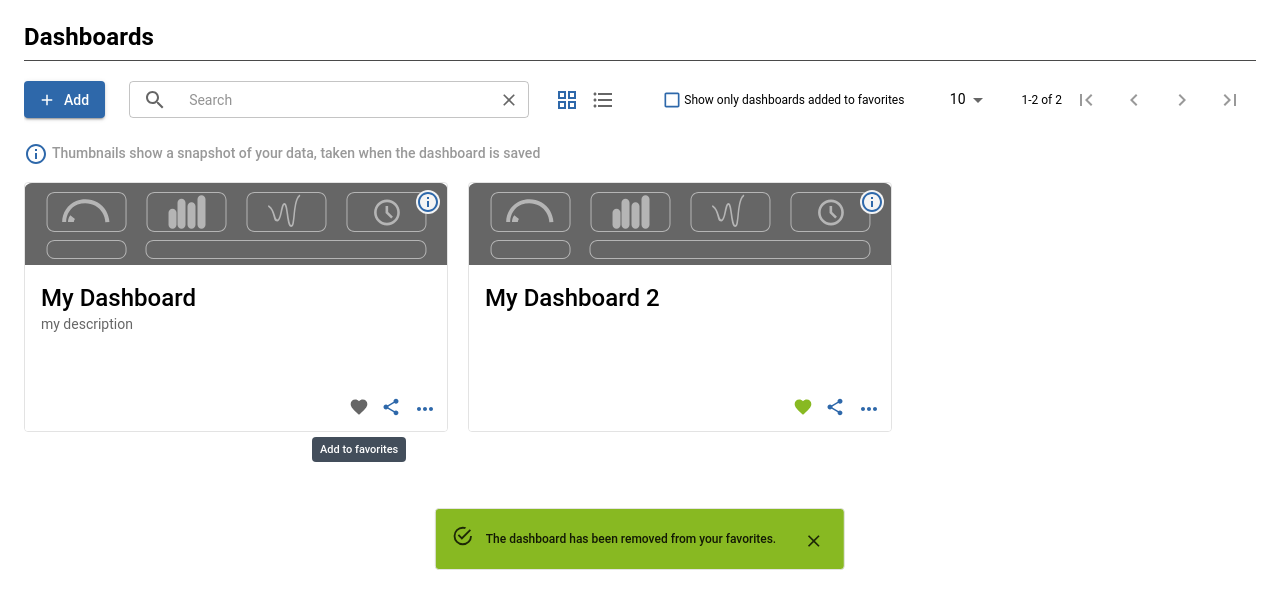 Dashboards
Add
Search
Show only dashboards added to favorites
10
1-2 of 2
Thumbnails show a snapshot of your data, taken when the dashboard is saved
My Dashboard
my description
My Dashboard 2
Add to favorites
The dashboard has been removed from your favorites.